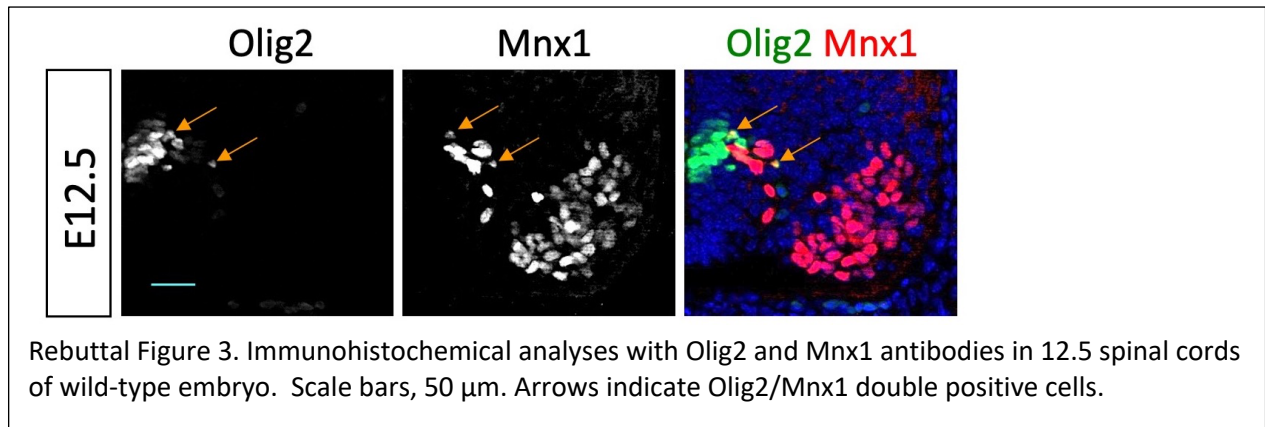 Olig2 Mnx1 Olig2 Mnx1
E12.5
Rebuttal Figure 3. Immunohistochemical analyses with Olig2 and Mnx1 antibodies in 12.5 spinal cords
of wild-type embryo.  Scale bars, 50 µm. Arrows indicate Olig2/Mnx1 double positive cells.